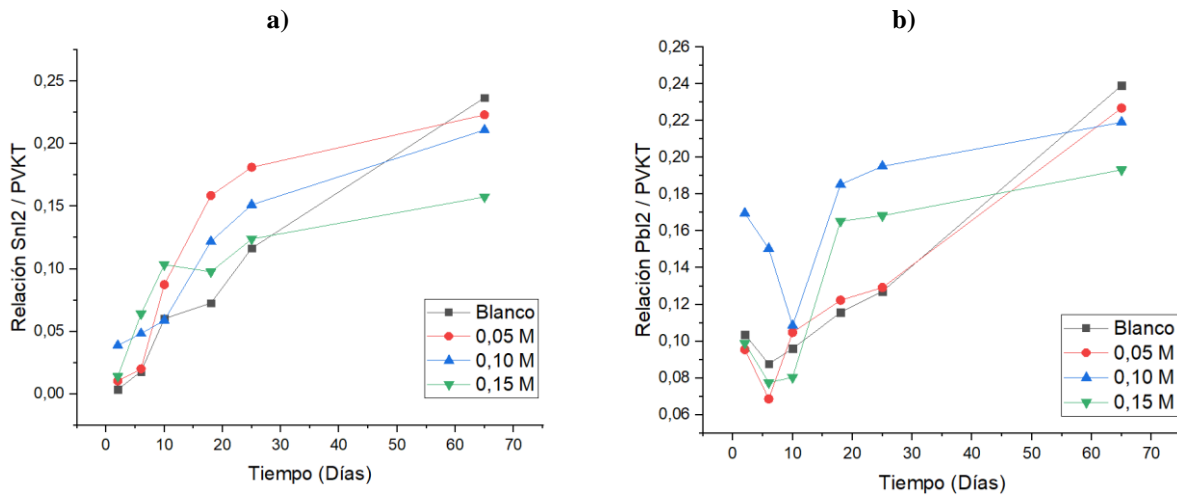 a)
Relación SnI2 / PVKT
0,25
0,20
0,15
0,10
0,05
0,00
0 10 20 30 40 50 60 70
Tiempo (Días)
Blanco
0,05 M
0,10 M
0,15 M
b)
Relación PbI2 / PVKT
0,26
0,24
0,22
0,20
0,18
0,16
0,14
0,12
0,10
0,08
0,06
0 10 20 30 40 50 60 70
Tiempo (Días)
Blanco
0,05 M
0,10 M
0,15 M